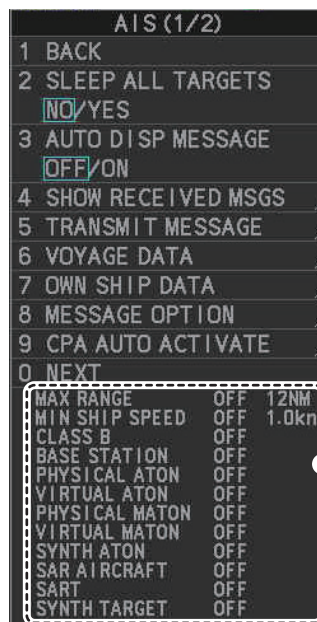 AIS (1/2)
1 BACK
2 SLEEP ALL TARGETS
NO/YES
3 AUTO DISP MESSAGE
OFF/ON
4 SHOW RECEIVED MSGS
5 TRANSMIT MESSAGE
6 VOYAGE DATA
7 OWN SHIP DATA
8 MESSAGE OPTION
9 CPA AUTO ACTIVATE
0 NEXT
MAX RANGE OFF 12NM
MIN SHIP SPEED OFF 1.0kn
CLASS B OFF
BASE STATION OFF
PHYSICAL ATON OFF
VIRTUAL ATON OFF
PHYSICAL MATON OFF
VIRTUAL MATON OFF
SYNTH ATON OFF
SAR AIRCRAFT OFF
SART OFF
SYNTH TARGET OFF